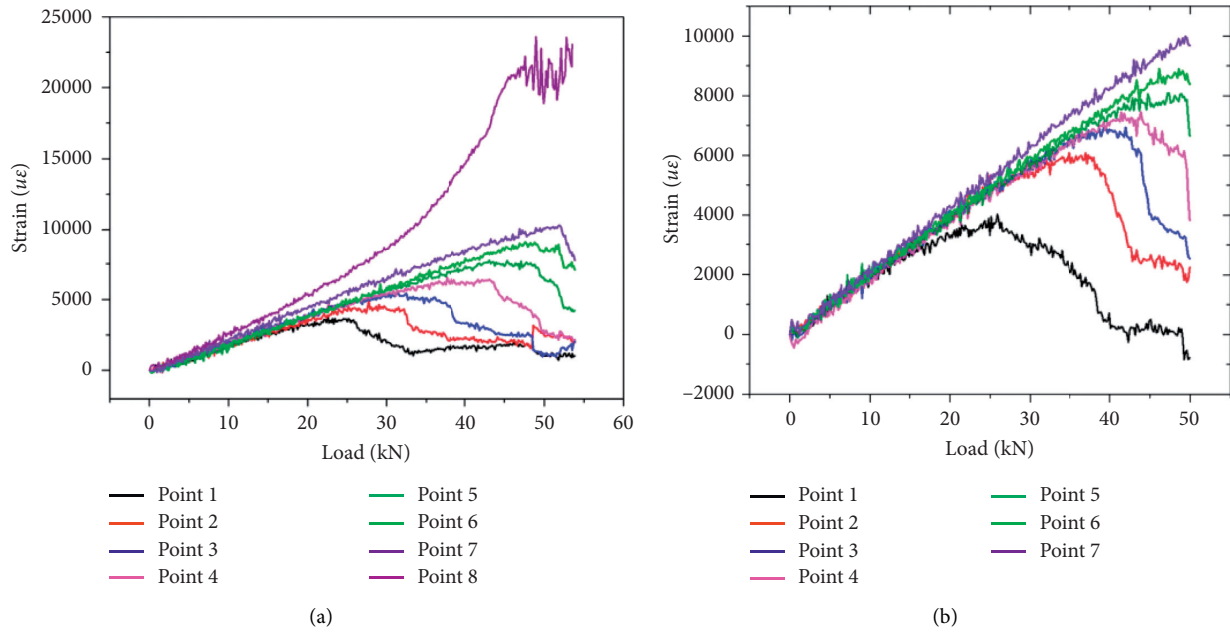 25000
20000
15000
10000
5000
0
Strain (uε)
0 10 20 30 40 50 60
Load (kN)
Point 1
Point 2
Point 3
Point 4
Point 5
Point 6
Point 7
Point 8
(a)
10000
8000
6000
4000
2000
0
–2000
Strain (uε)
0 10 20 30 40 50
Load (kN)
Point 1
Point 2
Point 3
Point 4
Point 5
Point 6
Point 7
(b)